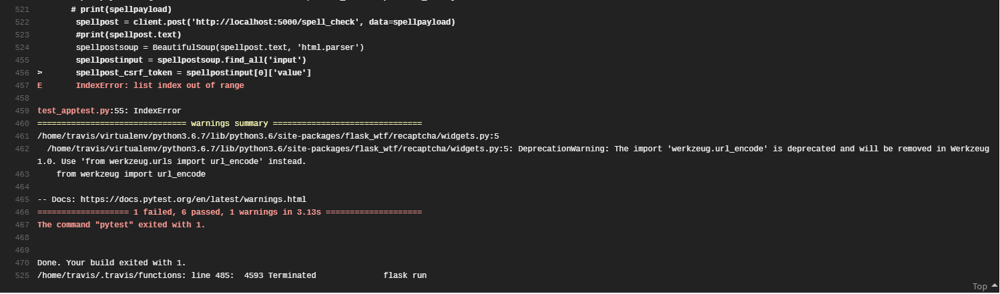 521 # print(spellpayload)
522 spellpost = client.post('http://localhost:5000/spell_check', data=spellpayload)
523 #print(spellpost.text)
524 spellpostsoup = BeautifulSoup(spellpost.text, 'html.parser')
455 spellpostinput = spellpostsoup.find_all('input')
456 > spellpost_csrf_token = spellpostinput[0]['value']
457 E IndexError: list index out of range
458
459 test_apptest.py:55: IndexError
460 =============================== warnings summary ===============================
461 /home/travis/virtualenv/python3.6.7/lib/python3.6/site-packages/flask_wtf/recaptcha/widgets.py:5
462 /home/travis/virtualenv/python3.6.7/lib/python3.6/site-packages/flask_wtf/recaptcha/widgets.py:5: DeprecationWarning: The import 'werkzeug.url_encode' is deprecated and will be removed in Werkzeug
1.0. Use 'from werkzeug.urls import url_encode' instead.
463 from werkzeug import url_encode
464
465 -- Docs: https://docs.pytest.org/en/latest/warnings.html
466 =================== 1 failed, 6 passed, 1 warnings in 3.13s ====================
467 The command "pytest" exited with 1.
468
469
470 Done. Your build exited with 1.
525 /home/travis/.travis/functions: line 485: 4593 Terminated flask run
Top